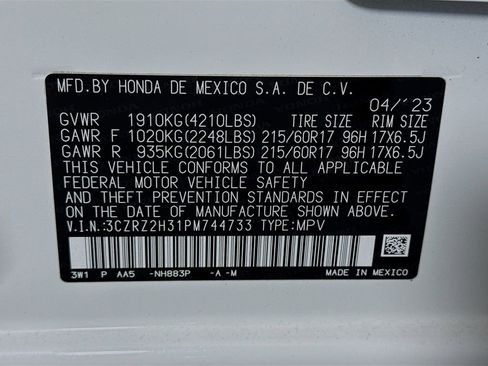 MFD.BY HONDA DE MEXICO S.A. DE C.V.
04/'23
GVWR 1910KG(4210LBS) TIRE SIZE RIM SIZE
GAWR F 1020KG(2248LBS) 215/60R17 96H 17X6.5J
GAWR R 935KG(2061LBS) 215/60R17 96H 17X6.5J
THIS VEHICLE CONFORMS TO ALL APPLICABLE
FEDERAL MOTOR VEHICLE SAFETY
AND THEFT PREVENTION STANDARDS IN EFFECT
ON THE DATE OF MANUFACTURE SHOWN ABOVE.
V.I.N:3CZRZ2H31PM744733 TYPE:MPV
3W1 P AA5 -NH883P -A -M
MADE IN MEXICO